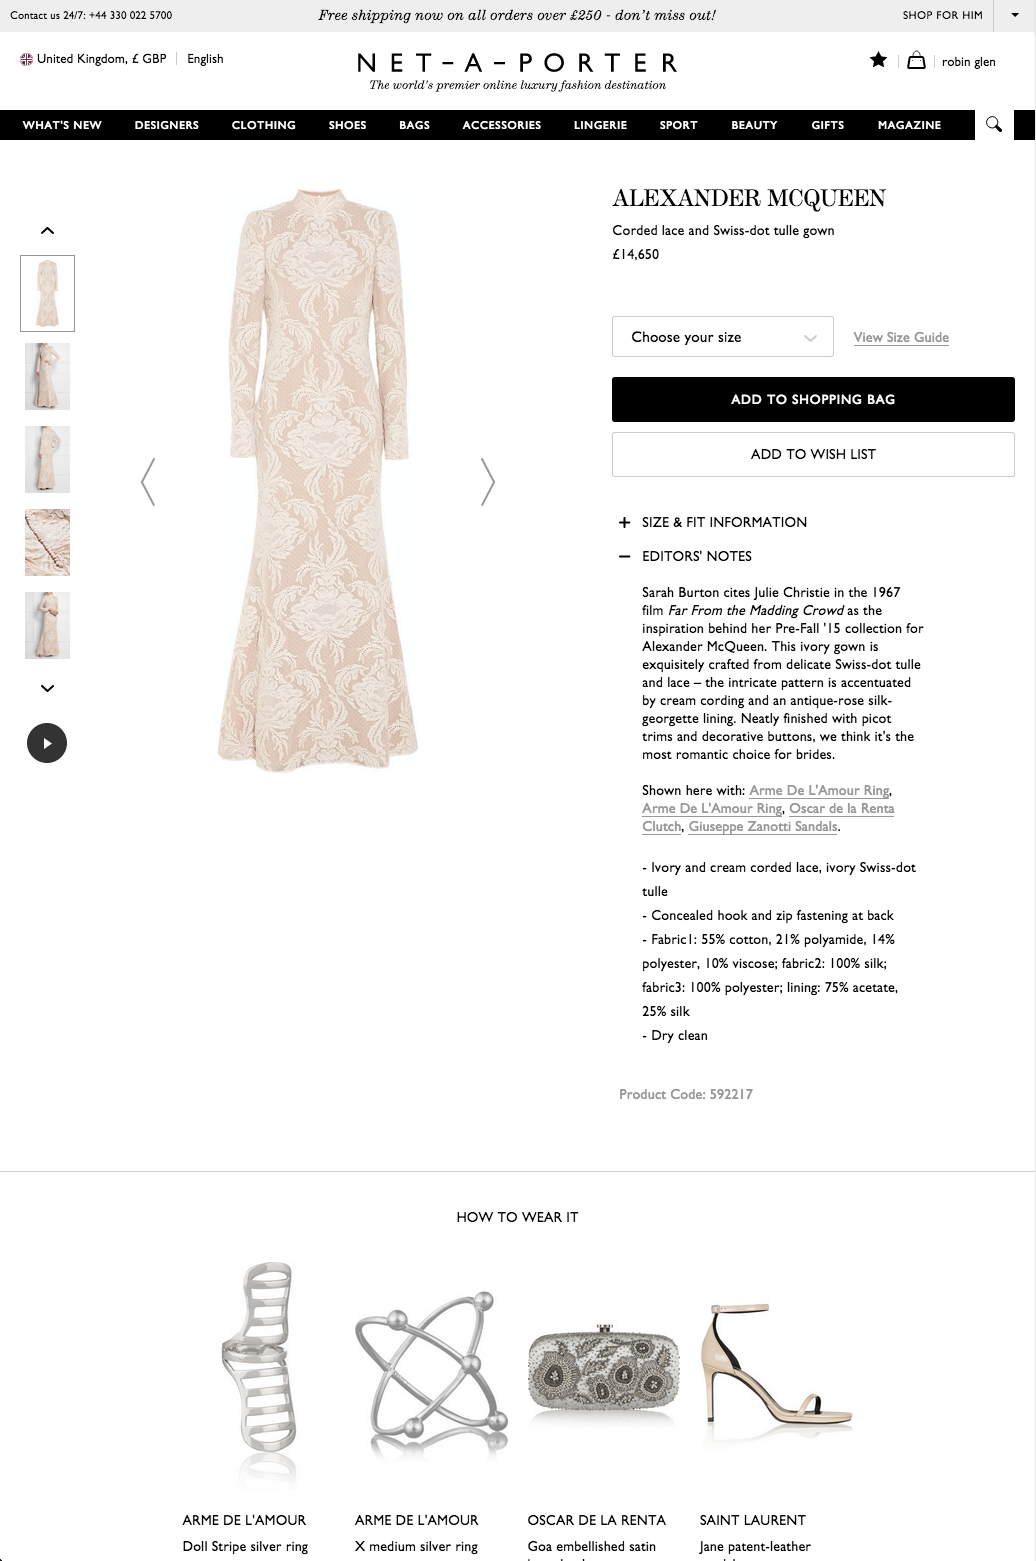 Contact us 24/7: +44 330 022 5700
Free shipping now on all orders over £250 - don't miss out!
SHOP FOR HIM
United Kingdom, £ GBP
English
NET-A-PORTER
The world's premier online luxury fashion destination
robin glen
WHAT'S NEW DESIGNERS CLOTHING SHOES BAGS ACCESSORIES LINGERIE SPORT BEAUTY GIFTS MAGAZINE
ALEXANDER MCQUEEN
Corded lace and Swiss-dot tulle gown
£14,650
Choose your size
View Size Guide
ADD TO SHOPPING BAG
ADD TO WISH LIST
+ SIZE & FIT INFORMATION
– EDITORS' NOTES
Sarah Burton cites Julie Christie in the 1967
film Far From the Madding Crowd as the
inspiration behind her Pre-Fall '15 collection for
Alexander McQueen. This ivory gown is
exquisitely crafted from delicate Swiss-dot tulle
and lace – the intricate pattern is accentuated
by cream cording and an antique-rose silk-
georgette lining. Neatly finished with picot
trims and decorative buttons, we think it's the
most romantic choice for brides.
Shown here with: Arme De L'Amour Ring,
Arme De L'Amour Ring, Oscar de la Renta
Clutch, Giuseppe Zanotti Sandals.
- Ivory and cream corded lace, ivory Swiss-dot
tulle
- Concealed hook and zip fastening at back
- Fabric1: 55% cotton, 21% polyamide, 14%
polyester, 10% viscose; fabric2: 100% silk;
fabric3: 100% polyester; lining: 75% acetate,
25% silk
- Dry clean
Product Code: 592217
HOW TO WEAR IT
ARME DE L'AMOUR
Doll Stripe silver ring
ARME DE L'AMOUR
X medium silver ring
OSCAR DE LA RENTA
Goa embellished satin
SAINT LAURENT
Jane patent-leather